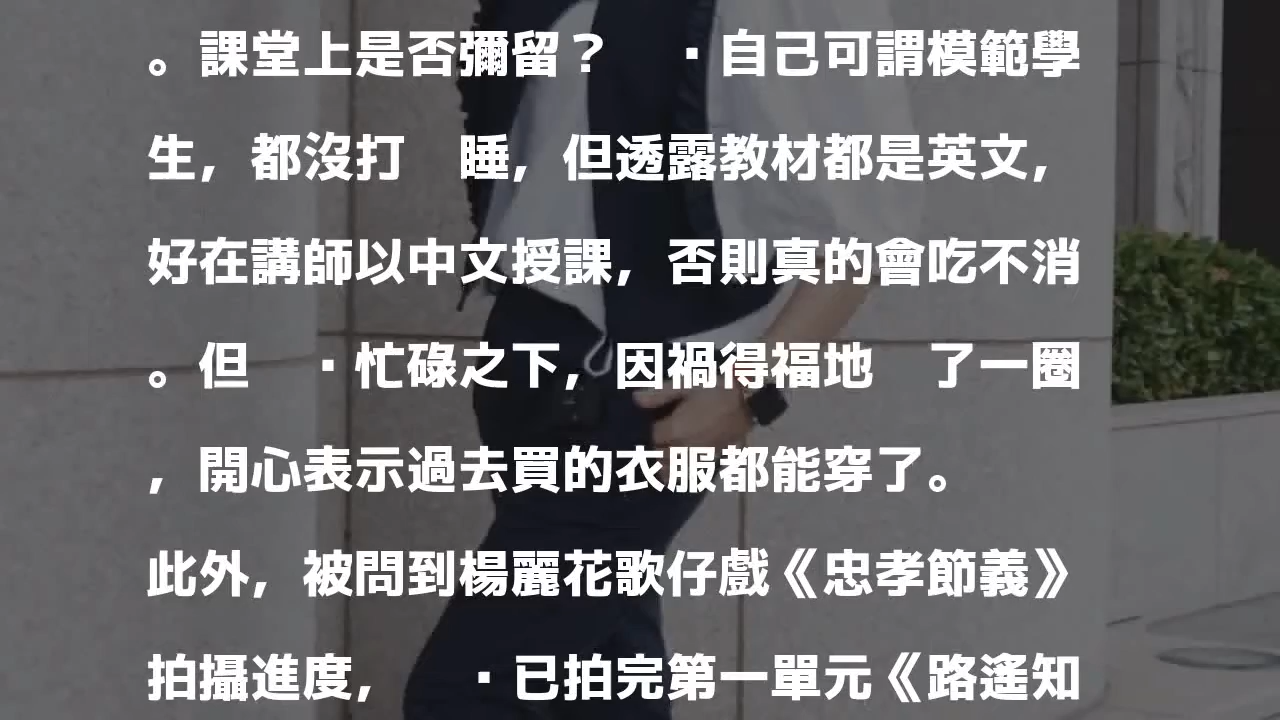 。課堂上是否彌留？　·自己可謂模範學
生，都沒打　睡，但透露教材都是英文，
好在講師以中文授課，否則真的會吃不消
。但　·忙碌之下，因禍得福地　了一圈
，開心表示過去買的衣服都能穿了。
此外，被問到楊麗花歌仔戲《忠孝節義》
拍攝進度，　·已拍完第一單元《路遙知